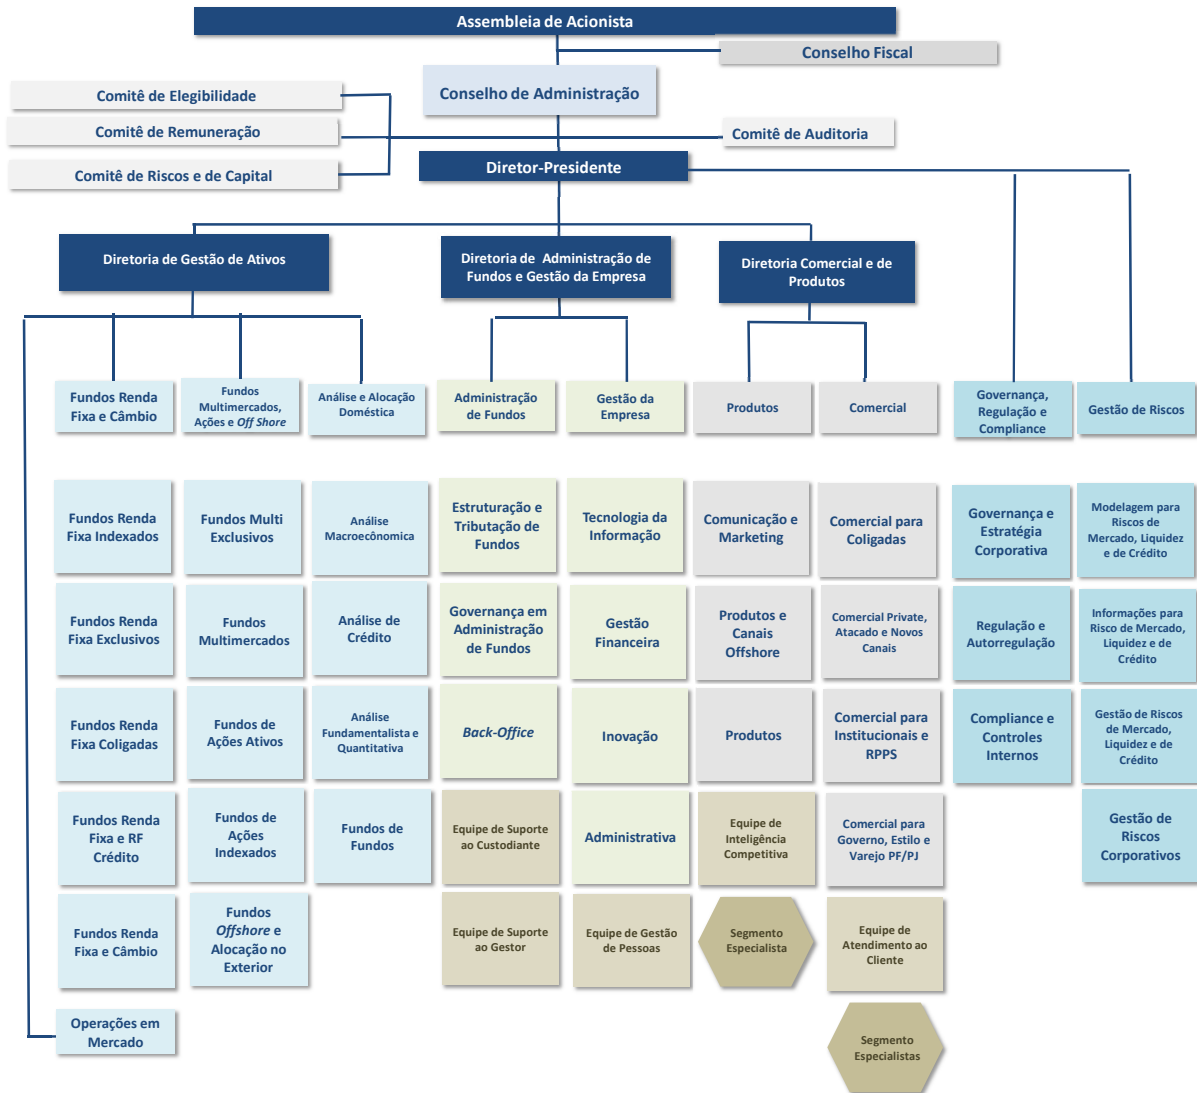 Assembleia de Acionista
Conselho Fiscal
Conselho de Administração
Comitê de Elegibilidade
Comitê de Remuneração
Comitê de Auditoria
Comitê de Riscos e de Capital
Diretor-Presidente
Diretoria de Gestão de Ativos
Diretoria de Administração de
Fundos e Gestão da Empresa
Diretoria Comercial e de
Produtos
Fundos Renda
Fixa e Câmbio
Fundos
Multimercados,
Ações e Off Shore
Análise e Alocação
Doméstica
Administração
de Fundos
Gestão da
Empresa
Produtos
Comercial
Governança,
Regulação e
Compliance
Gestão de Riscos
Fundos Renda
Fixa Indexados
Fundos Multi
Exclusivos
Análise
Macroecônomica
Estruturação e
Tributação de
Fundos
Tecnologia da
Informação
Comunicação e
Marketing
Comercial para
Coligadas
Governança e
Estratégia
Corporativa
Modelagem para
Riscos de
Mercado, Liquidez
e de Crédito
Fundos Renda
Fixa Exclusivos
Fundos
Multimercados
Análise de
Crédito
Governança em
Administração
de Fundos
Gestão
Financeira
Produtos e
Canais
Offshore
Comercial Private,
Atacado e Novos
Canais
Regulação e
Autorregulação
Informações para
Risco de Mercado,
Liquidez e de
Crédito
Fundos Renda
Fixa Coligadas
Fundos de
Ações Ativos
Análise
Fundamentalista e
Quantitativa
Back-Office
Inovação
Produtos
Comercial para
Institucionais e
RPPS
Compliance e
Controles
Internos
Gestão de Riscos
de Mercado,
Liquidez e de
Crédito
Fundos Renda
Fixa e RF
Crédito
Fundos de
Ações
Indexados
Fundos de
Fundos
Equipe de Suporte
ao Custodiante
Administrativa
Equipe de
Inteligência
Competitiva
Comercial para
Governo, Estilo e
Varejo PF/PJ
Gestão de
Riscos
Corporativos
Fundos Renda
Fixa e Câmbio
Fundos
Offshore e
Alocação no
Exterior
Equipe de Suporte
ao Gestor
Equipe de Gestão
de Pessoas
Segmento
Especialista
Equipe de
Atendimento ao
Cliente
Operações em
Mercado
Segmento
Especialistas